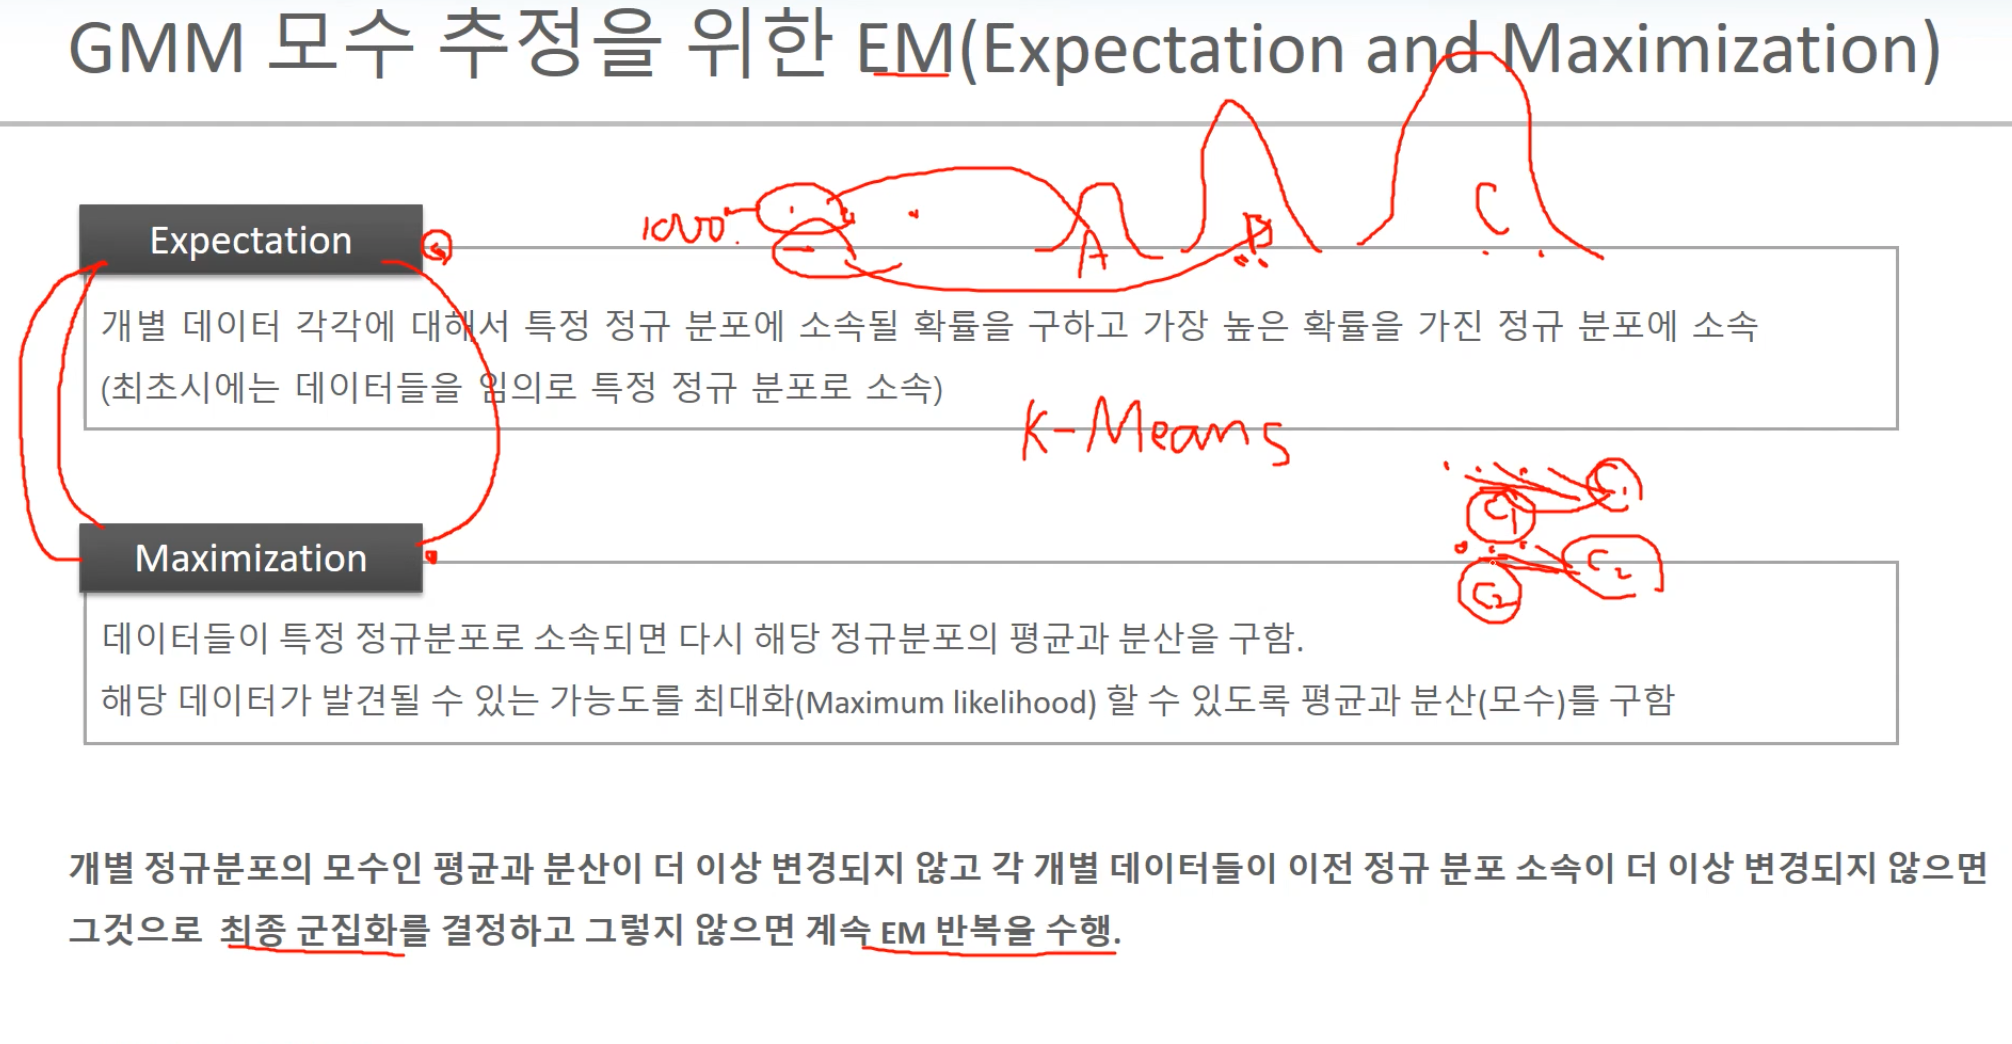 GMM 모수 추정을 위한 EM(Expectation and Maximization)
1000
A
B
C
Expectation
개별 데이터 각각에 대해서 특정 정규 분포에 소속될 확률을 구하고 가장 높은 확률을 가진 정규 분포에 소속
(최초시에는 데이터들을 임의로 특정 정규 분포로 소속)
K-Means
C1
C1
C2
C2
Maximization
데이터들이 특정 정규분포로 소속되면 다시 해당 정규분포의 평균과 분산을 구함.
해당 데이터가 발견될 수 있는 가능도를 최대화(Maximum likelihood) 할 수 있도록 평균과 분산(모수)를 구함
개별 정규분포의 모수인 평균과 분산이 더 이상 변경되지 않고 각 개별 데이터들이 이전 정규 분포 소속이 더 이상 변경되지 않으면
그것으로 최종 군집화를 결정하고 그렇지 않으면 계속 EM 반복을 수행.